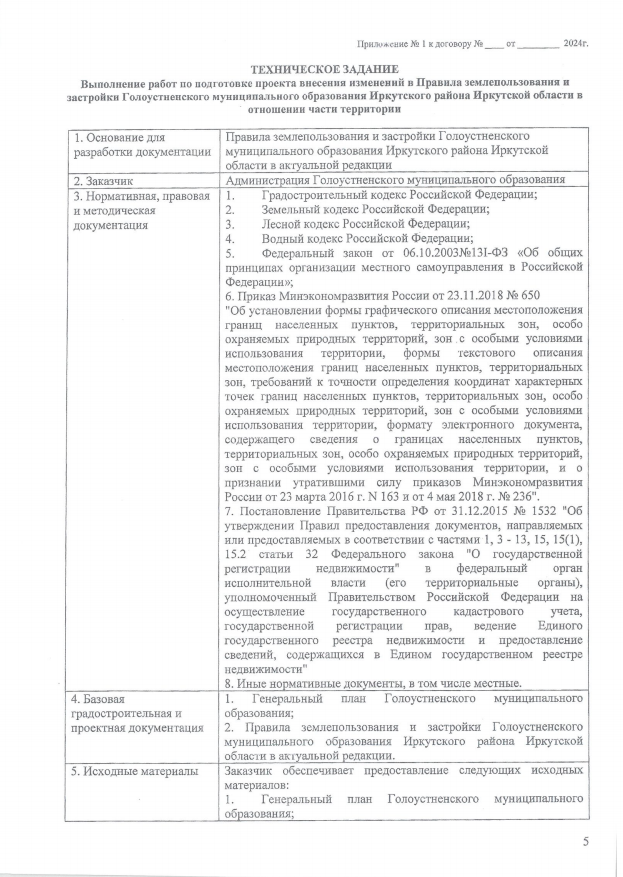 Приложение № 1 к договору № ____ от __________ 2024г.
ТЕХНИЧЕСКОЕ ЗАДАНИЕ
Выполнение работ по подготовке проекта внесения изменений в Правила землепользования и
застройки Голоустненского муниципального образования Иркутского района Иркутской области в
отношении части территории
1. Основание для
разработки документации
Правила землепользования и застройки Голоустненского
муниципального образования Иркутского района Иркутской
области в актуальной редакции
2. Заказчик
Администрация Голоустненского муниципального образования
3. Нормативная, правовая
и методическая
документация
1. Градостроительный кодекс Российской Федерации;
2. Земельный кодекс Российской Федерации;
3. Лесной кодекс Российской Федерации;
4. Водный кодекс Российской Федерации;
5. Федеральный закон от 06.10.2003№13I-ФЗ «Об общих
принципах организации местного самоуправления в Российской
Федерации»;
6. Приказ Минэкономразвития России от 23.11.2018 № 650
"Об установлении формы графического описания местоположения
границ населенных пунктов, территориальных зон, особо
охраняемых природных территорий, зон с особыми условиями
использования территории, формы текстового описания
местоположения границ населенных пунктов, территориальных
зон, требований к точности определения координат характерных
точек границ населенных пунктов, территориальных зон, особо
охраняемых природных территорий, зон с особыми условиями
использования территории, формату электронного документа,
содержащего сведения о границах населенных пунктов,
территориальных зон, особо охраняемых природных территорий,
зон с особыми условиями использования территории, и о
признании утратившими силу приказов Минэкономразвития
России от 23 марта 2016 г. N 163 и от 4 мая 2018 г. № 236".
7. Постановление Правительства РФ от 31.12.2015 № 1532 "Об
утверждении Правил предоставления документов, направляемых
или предоставляемых в соответствии с частями 1, 3 - 13, 15, 15(1),
15.2 статьи 32 Федерального закона "О государственной
регистрации недвижимости" в федеральный орган
исполнительной власти (его территориальные органы),
уполномоченный Правительством Российской Федерации на
осуществление государственного кадастрового учета,
государственной регистрации прав, ведение Единого
государственного реестра недвижимости и предоставление
сведений, содержащихся в Едином государственном реестре
недвижимости"
8. Иные нормативные документы, в том числе местные.
4. Базовая
градостроительная и
проектная документация
1. Генеральный план Голоустненского муниципального
образования;
2. Правила землепользования и застройки Голоустненского
муниципального образования Иркутского района Иркутской
области в актуальной редакции.
5. Исходные материалы
Заказчик обеспечивает предоставление следующих исходных
материалов:
1. Генеральный план Голоустненского муниципального
образования;
5